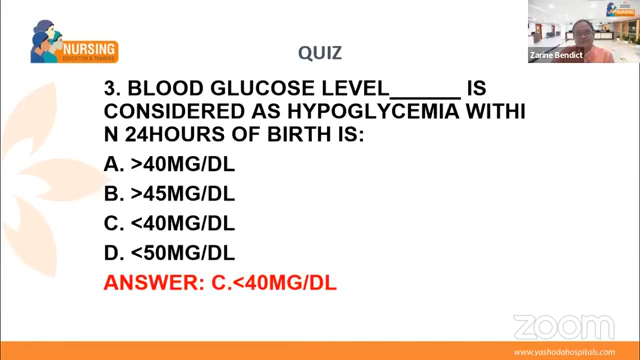 NURSING
EDUCATION & TRAINING
QUIZ
Zarine Bendict
3. BLOOD GLUCOSE LEVEL______ IS
CONSIDERED AS HYPOGLYCEMIA WITHI
N 24HOURS OF BIRTH IS:
A. >40MG/DL
B. >45MG/DL
C. <40MG/DL
D. <50MG/DL
ANSWER: C.<40MG/DL
zoom
www.yashodahospitals.com